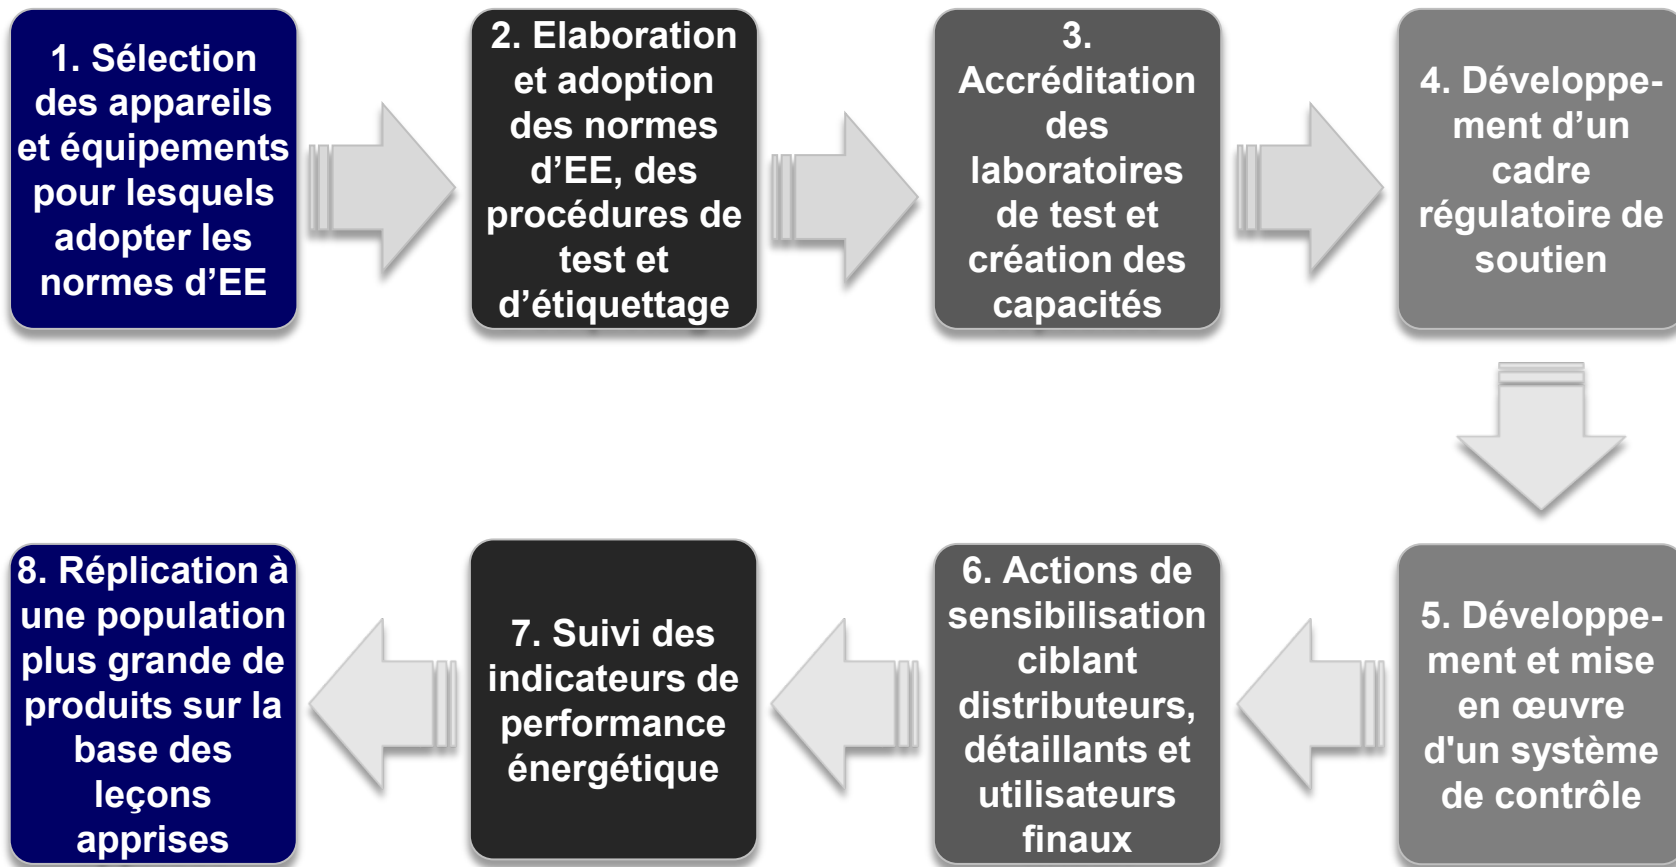 1. Sélection
des appareils
et équipements
pour lesquels
adopter les
normes d’EE
2. Elaboration
et adoption
des normes
d’EE, des
procédures de
test et
d’étiquettage
3.
Accréditation
des
laboratoires
de test et
création des
capacités
4. Développe-
ment d’un
cadre
régulatoire de
soutien
5. Développe-
ment et mise
en œuvre
d'un système
de contrôle
6. Actions de
sensibilisation
ciblant
distributeurs,
détaillants et
utilisateurs
finaux
7. Suivi des
indicateurs de
performance
énergétique
8. Réplication à
une population
plus grande de
produits sur la
base des
leçons
apprises